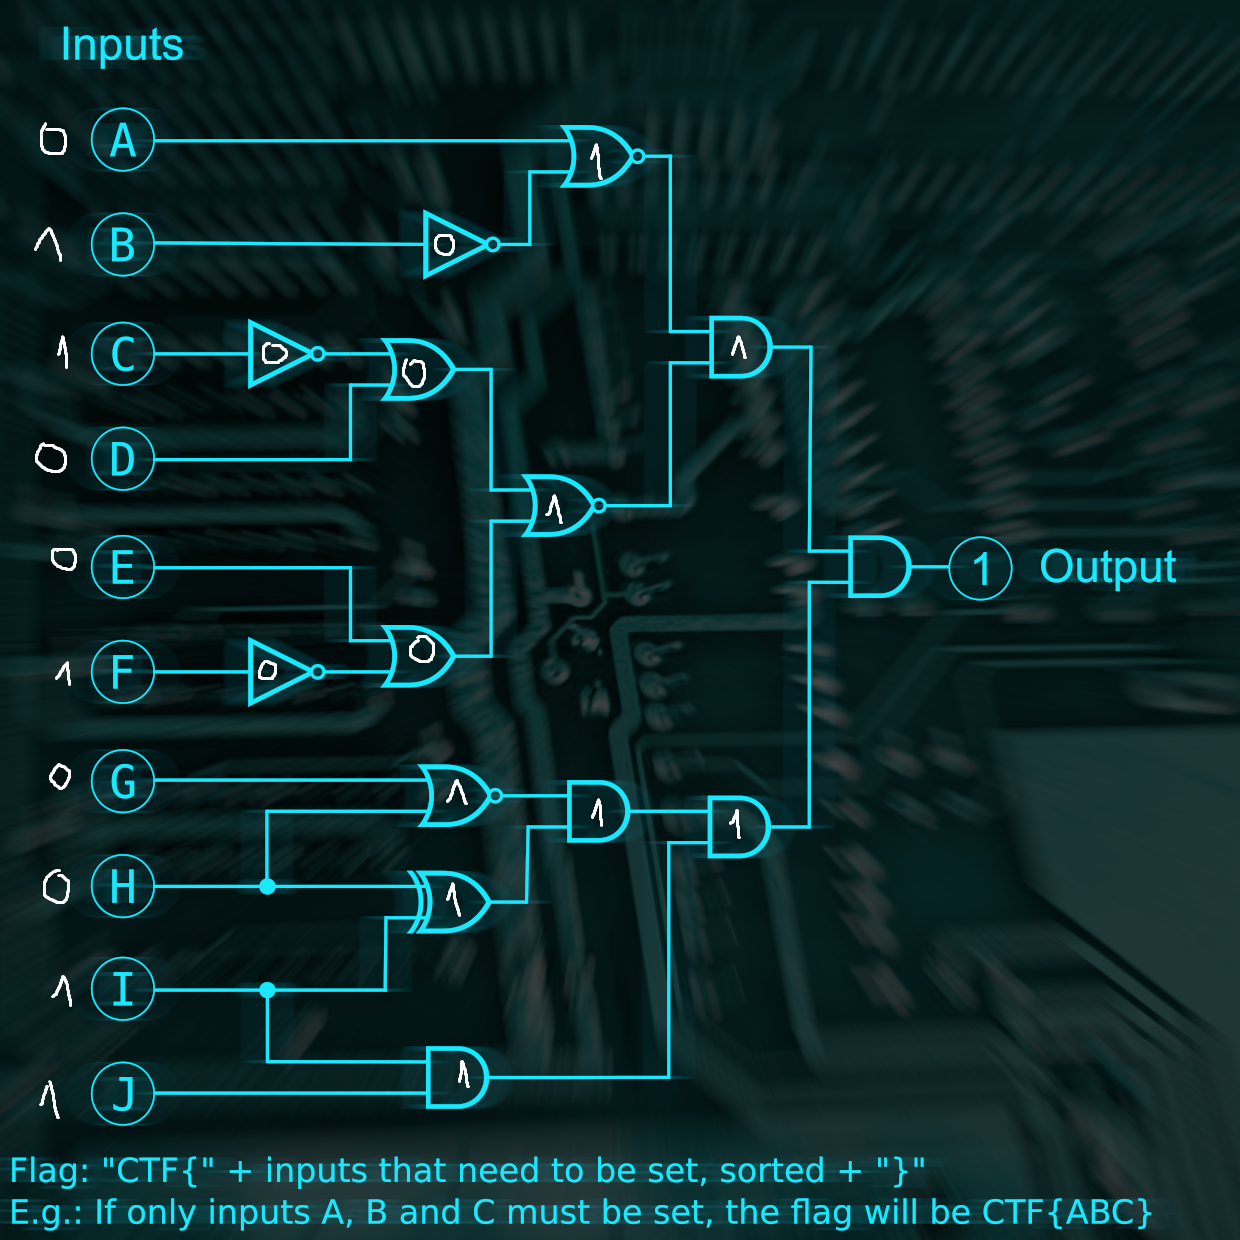 Inputs
0 A
1
1 B
0
1 C
0
0
1
0 D
1
0 E
1 Output
1 F
0
0
0 G
1
1
1
0 H
1
1 I
1 J
1
Flag: "CTF{" + inputs that need to be set, sorted + "}"
E.g.: If only inputs A, B and C must be set, the flag will be CTF{ABC}